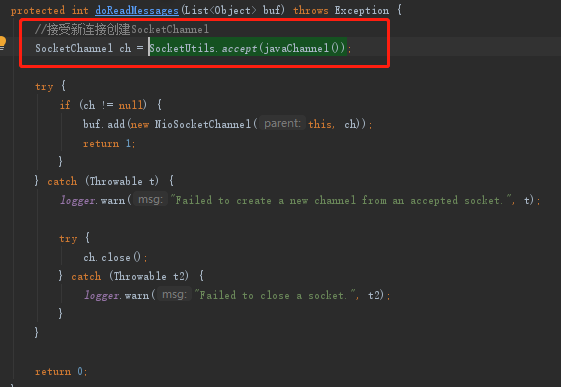 protected int doReadMessages(List<Object> buf) throws Exception {
//接受新连接创建SocketChannel
SocketChannel ch = SocketUtils.accept(javaChannel());
try {
if (ch != null) {
buf.add(new NioSocketChannel( parent: this, ch));
return 1;
}
} catch (Throwable t) {
logger.warn( msg: "Failed to create a new channel from an accepted socket.", t);
try {
ch.close();
} catch (Throwable t2) {
logger.warn( msg: "Failed to close a socket.", t2);
}
}
return 0;
}